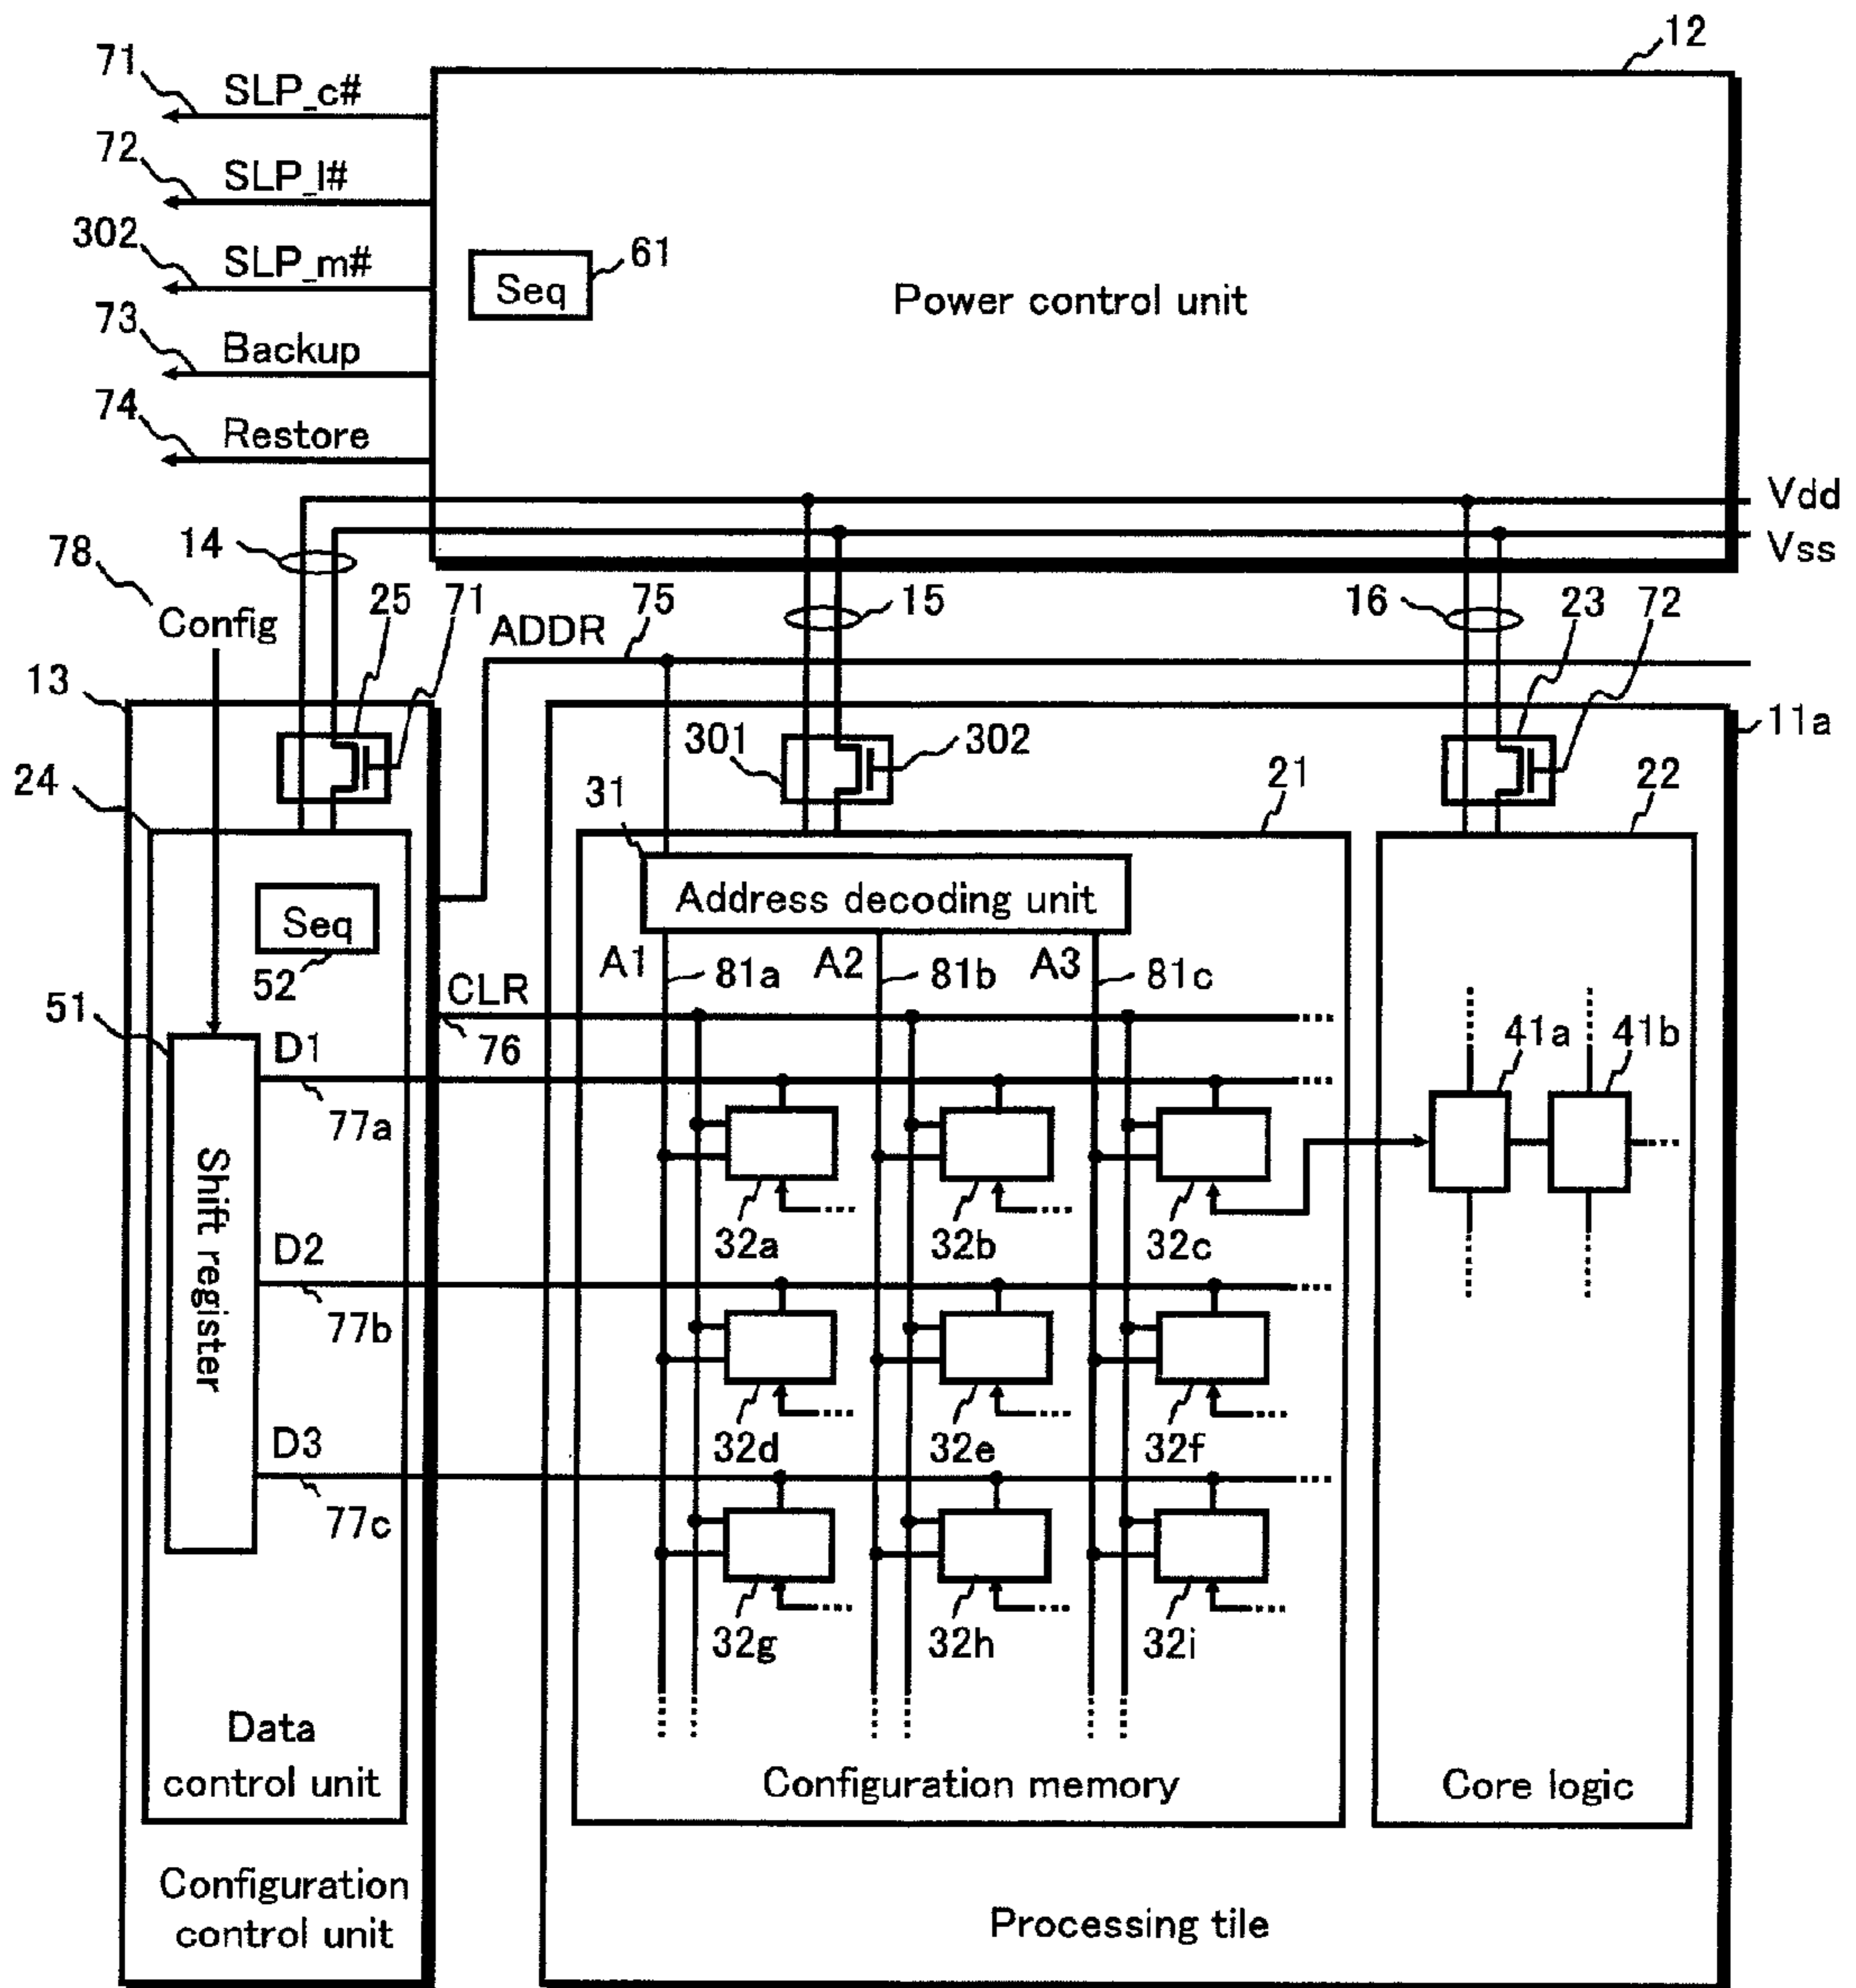 12
71
SLP_c#
72
SLP_l#
302
SLP_m#
61
Seq
Power control unit
73
Backup
74
Restore
Vdd
Vss
14
78
Config
25
71
75
ADDR
15
16
23
72
13
11a
301
302
24
31
21
22
Address decoding unit
Seq
52
A1
81a
A2
81b
A3
81c
51
CLR
76
D1
77a
41a
41b
Shift register
32a
32b
32c
D2
77b
32d
32e
32f
D3
77c
32g
32h
32i
Data
control unit
Configuration memory
Core logic
Configuration
control unit
Processing tile